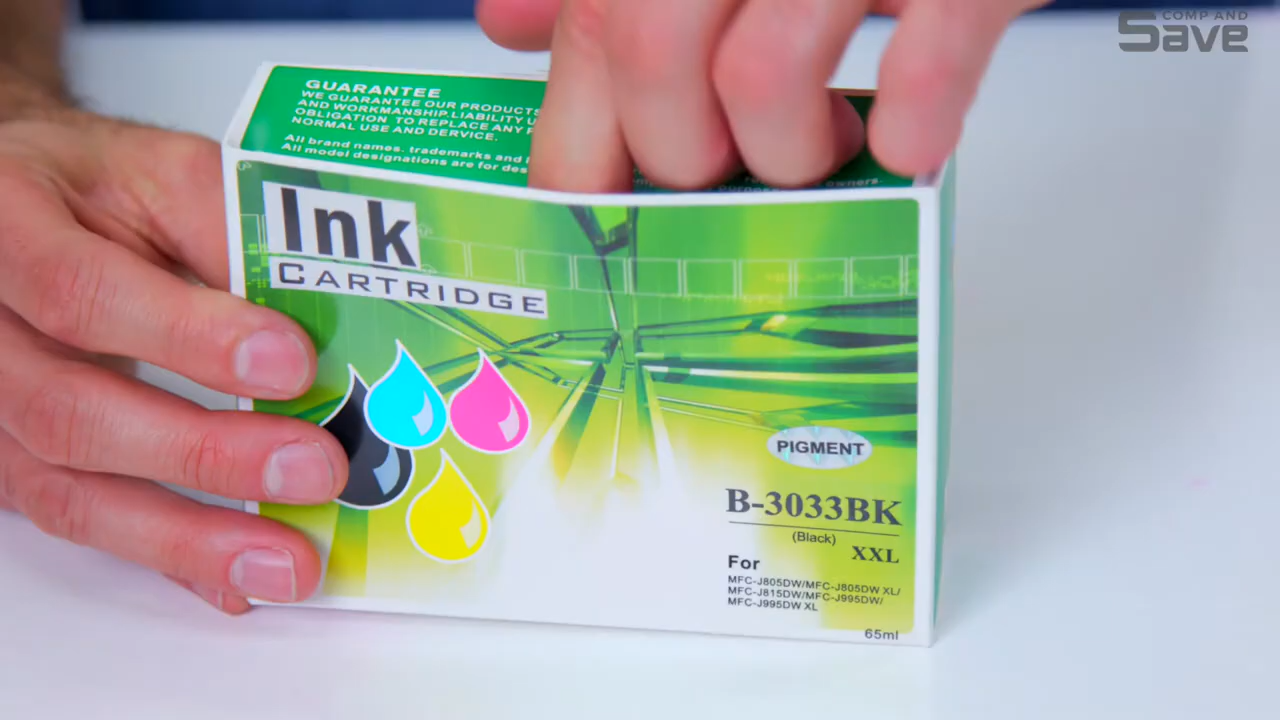 COMP AND
Save
GUARANTEE
WE GUARANTEE OUR PRODUCTS
AND WORKMANSHIP.LIABILITY
OBLIGATION TO REPLACE ANY
NORMAL USE AND DERVICE.
All brand names. trademarks and
All model designations are for
owners.
Ink
CARTRIDGE
PIGMENT
B-3033BK
(Black)
XXL
For
MFC-J805DW/MFC-J805DW XL/
MFC-J815DW/MFC-J995DW/
MFC-J995DW XL
65ml